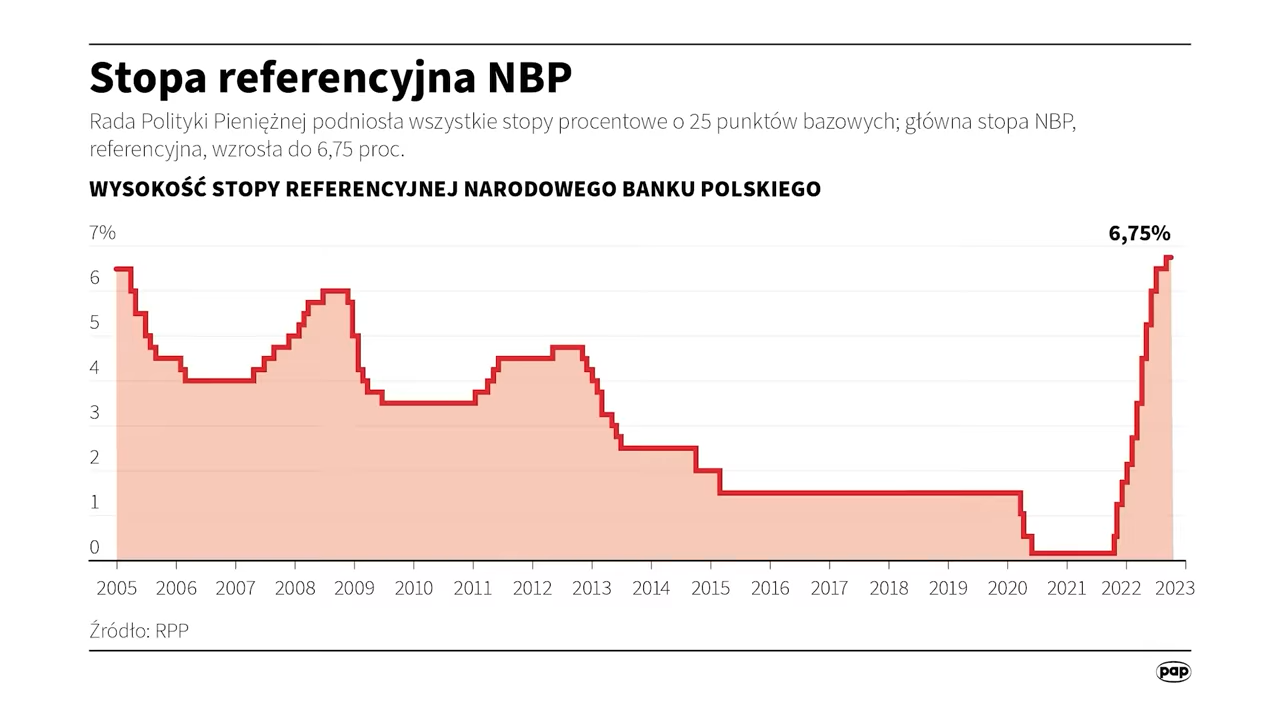 Stopa referencyjna NBP
Rada Polityki Pieniężnej podniosła wszystkie stopy procentowe o 25 punktów bazowych; główna stopa NBP,
referencyjna, wzrosła do 6,75 proc.
WYSOKOŚĆ STOPY REFERENCYJNEJ NARODOWEGO BANKU POLSKIEGO
7%
6,75%
6
5
4
3
2
1
0
2005 2006 2007 2008 2009 2010 2011 2012 2013 2014 2015 2016 2017 2018 2019 2020 2021 2022 2023
Źródło: RPP
pap